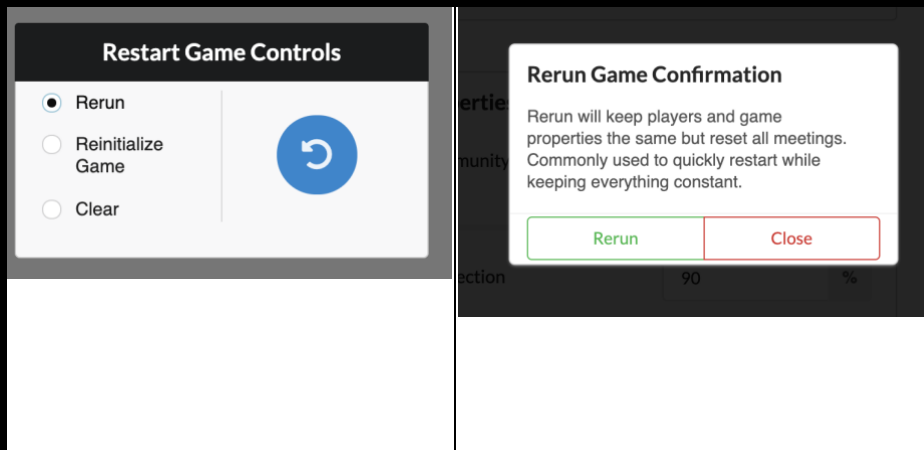 Restart Game Controls
Rerun
Reinitialize
Game
Clear
Rerun Game Confirmation
Rerun will keep players and game
properties the same but reset all meetings.
Commonly used to quickly restart while
keeping everything constant.
Rerun Close
90 %